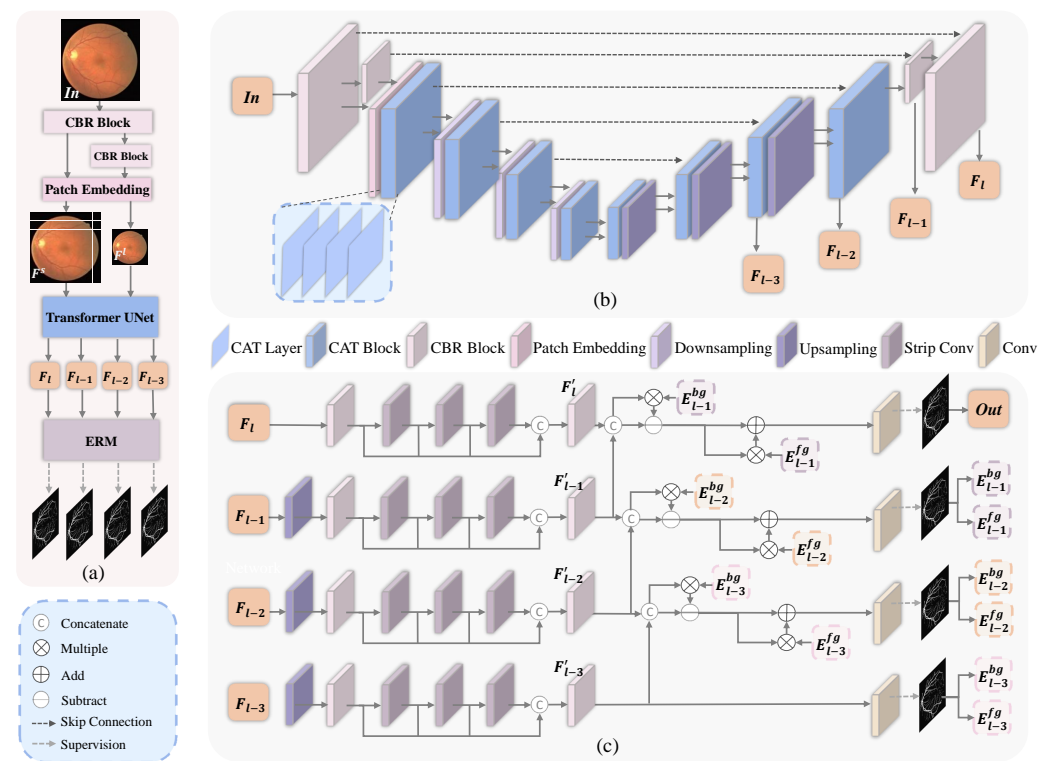 In
CBR Block
CBR Block
Patch Embedding
F^s
F^l
Transformer UNet
F_l
F_{l-1}
F_{l-2}
F_{l-3}
ERM
(a)
Concatenate
Multiple
Add
Subtract
Skip Connection
Supervision
In
F_l
F_{l-1}
F_{l-2}
F_{l-3}
(b)
CAT Layer
CAT Block
CBR Block
Patch Embedding
Downsampling
Upsampling
Strip Conv
Conv
F_l
C
F'_l
C
E^{bg}_{l-1}
E^{fg}_{l-1}
Out
F_{l-1}
C
F'_{l-1}
C
E^{bg}_{l-2}
E^{fg}_{l-2}
E^{bg}_{l-1}
E^{fg}_{l-1}
Network
F_{l-2}
C
F'_{l-2}
C
E^{bg}_{l-3}
E^{fg}_{l-3}
E^{bg}_{l-2}
E^{fg}_{l-2}
F_{l-3}
C
F'_{l-3}
E^{bg}_{l-3}
E^{fg}_{l-3}
(c)
C